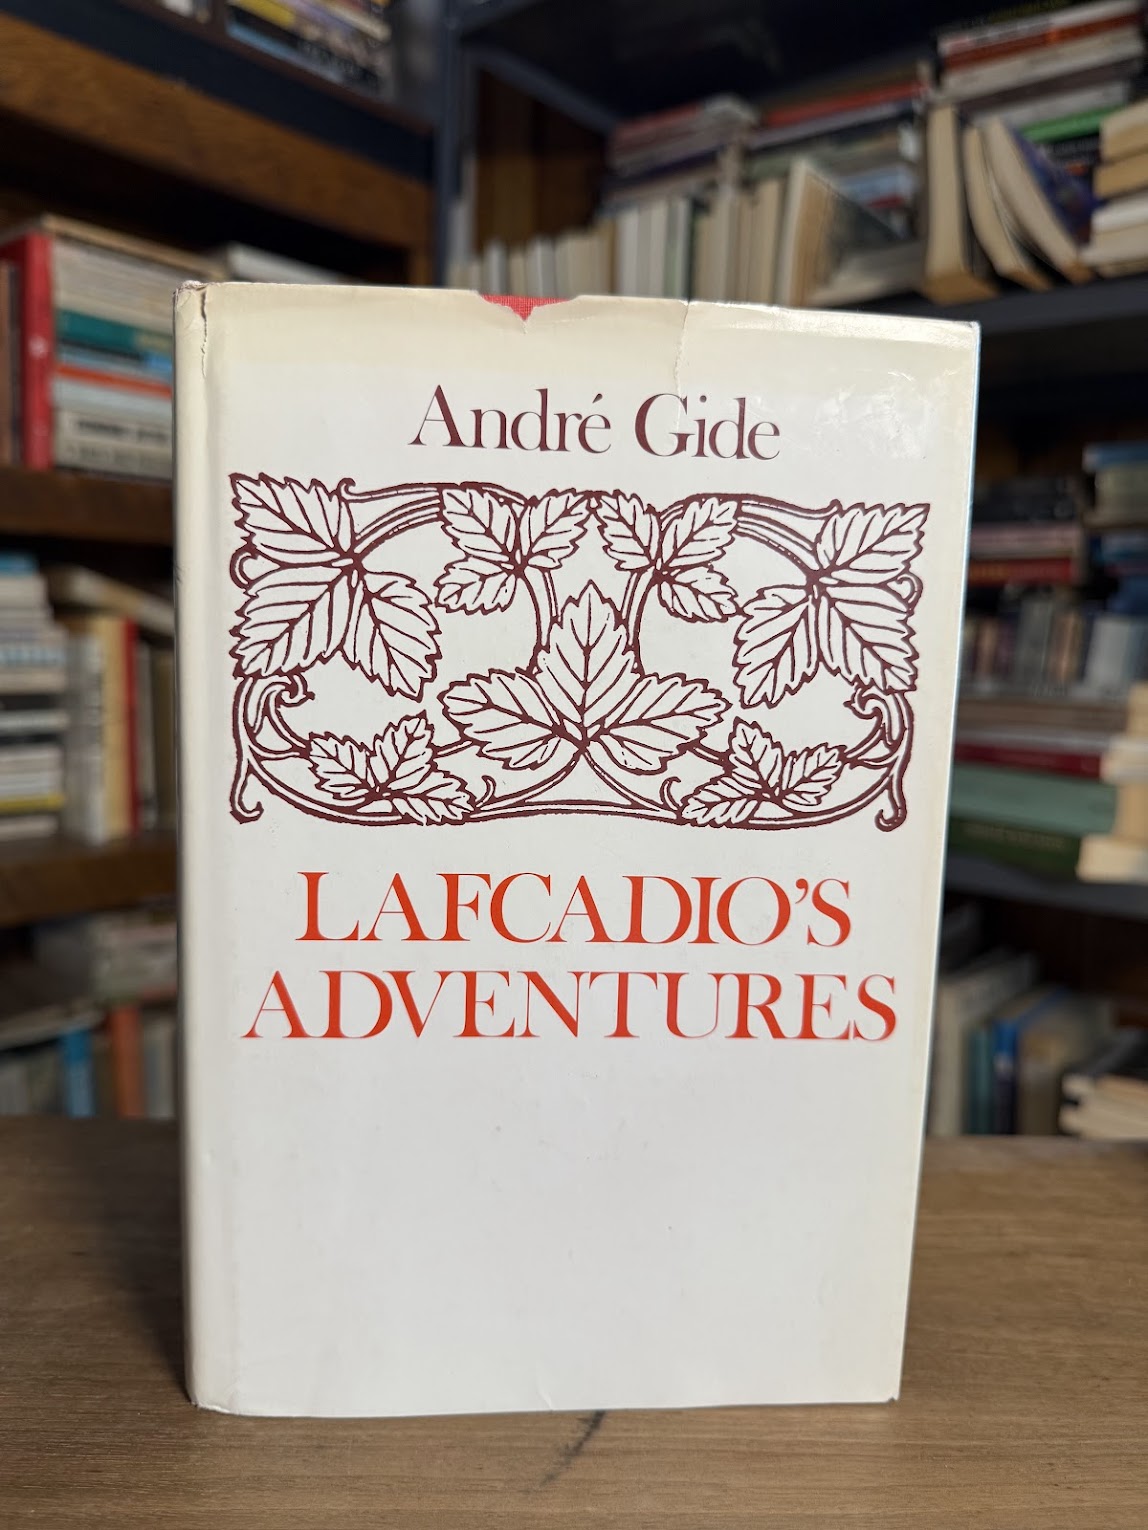 André Gide
LAFCADIO'S
ADVENTURES